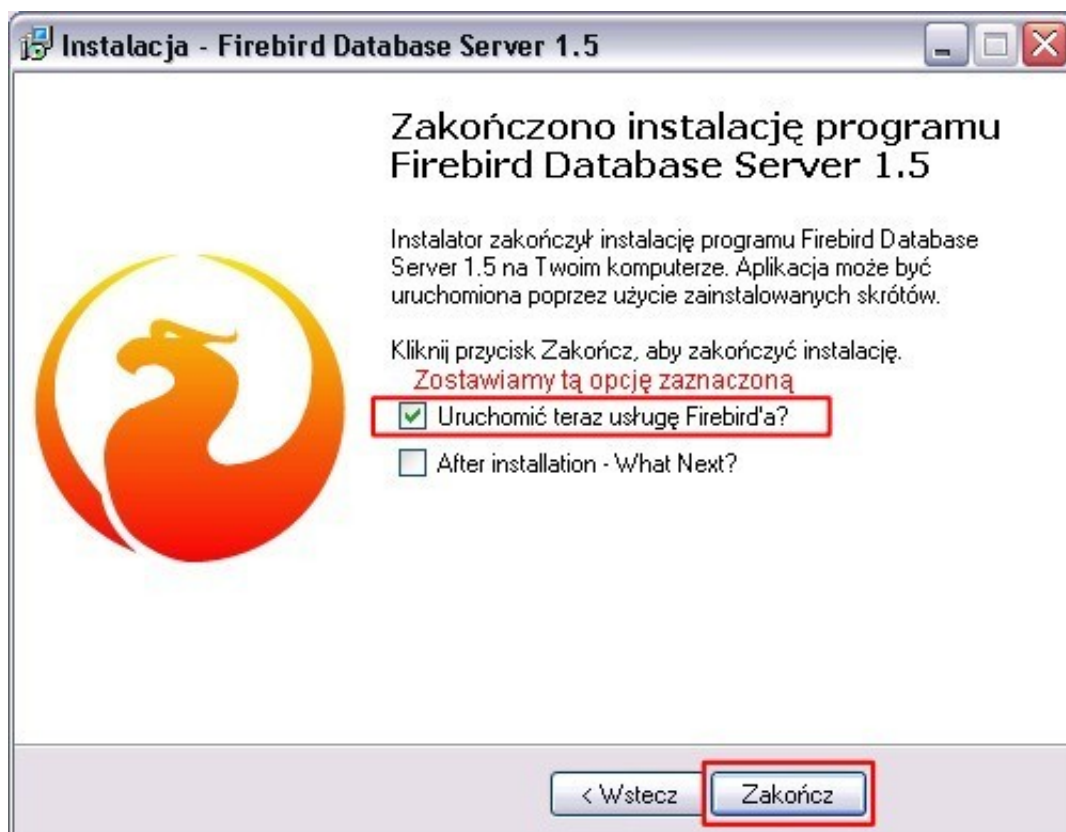 Instalacja - Firebird Database Server 1.5
Zakończono instalację programu
Firebird Database Server 1.5
Instalator zakończył instalację programu Firebird Database
Server 1.5 na Twoim komputerze. Aplikacja może być
uruchomiona poprzez użycie zainstalowanych skrótów.
Kliknij przycisk Zakończ, aby zakończyć instalację.
Zostawiamy tą opcję zaznaczoną
Uruchomić teraz usługę Firebird'a?
After installation - What Next?
< Wstecz Zakończ